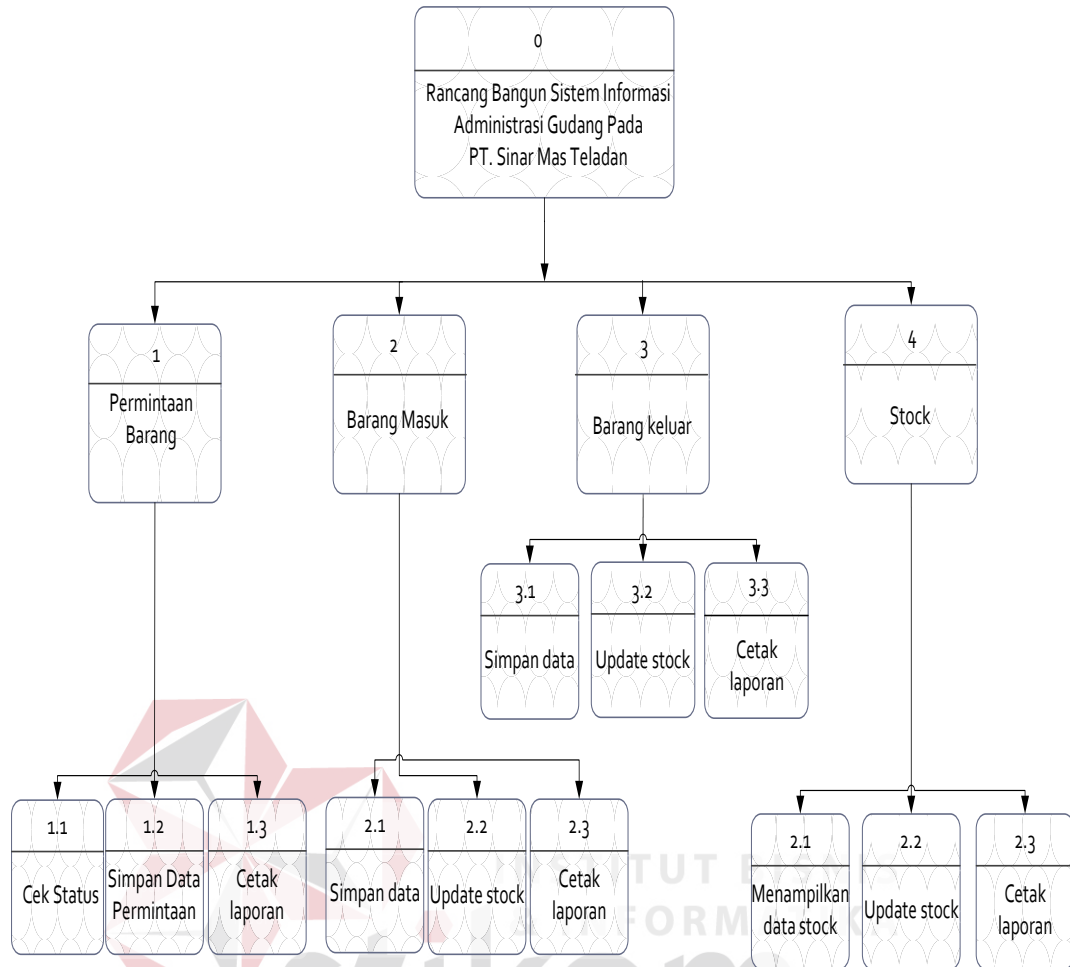 0
Rancang Bangun Sistem Informasi
Administrasi Gudang Pada
PT. Sinar Mas Teladan
1
Permintaan
Barang
2
Barang Masuk
3
Barang keluar
4
Stock
3.1
Simpan data
3.2
Update stock
3.3
Cetak
laporan
1.1
Cek Status
1.2
Simpan Data
Permintaan
1.3
Cetak
laporan
2.1
Simpan data
2.2
Update stock
2.3
Cetak
laporan
2.1
Menampilkan
data stock
2.2
Update stock
2.3
Cetak
laporan
INSTITUT BISNIS
& INFORMATIKA